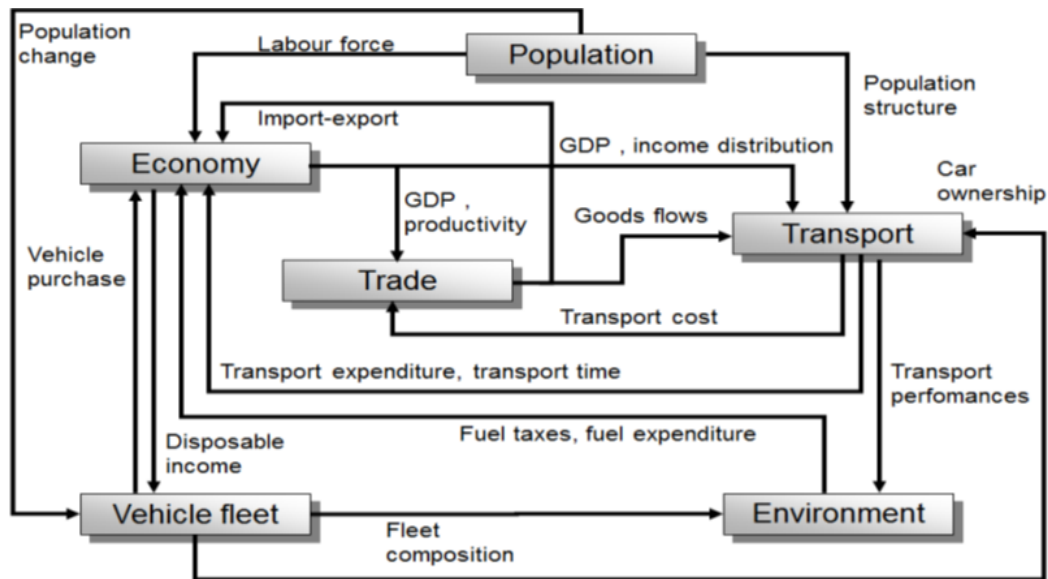 Population
change
Labour force
Population
Population
structure
Import-export
Economy
GDP , income distribution
Car
ownership
GDP ,
productivity
Goods flows
Transport
Vehicle
purchase
Trade
Transport cost
Transport expenditure, transport time
Transport
perfomances
Fuel taxes, fuel expenditure
Disposable
income
Vehicle fleet
Environment
Fleet
composition